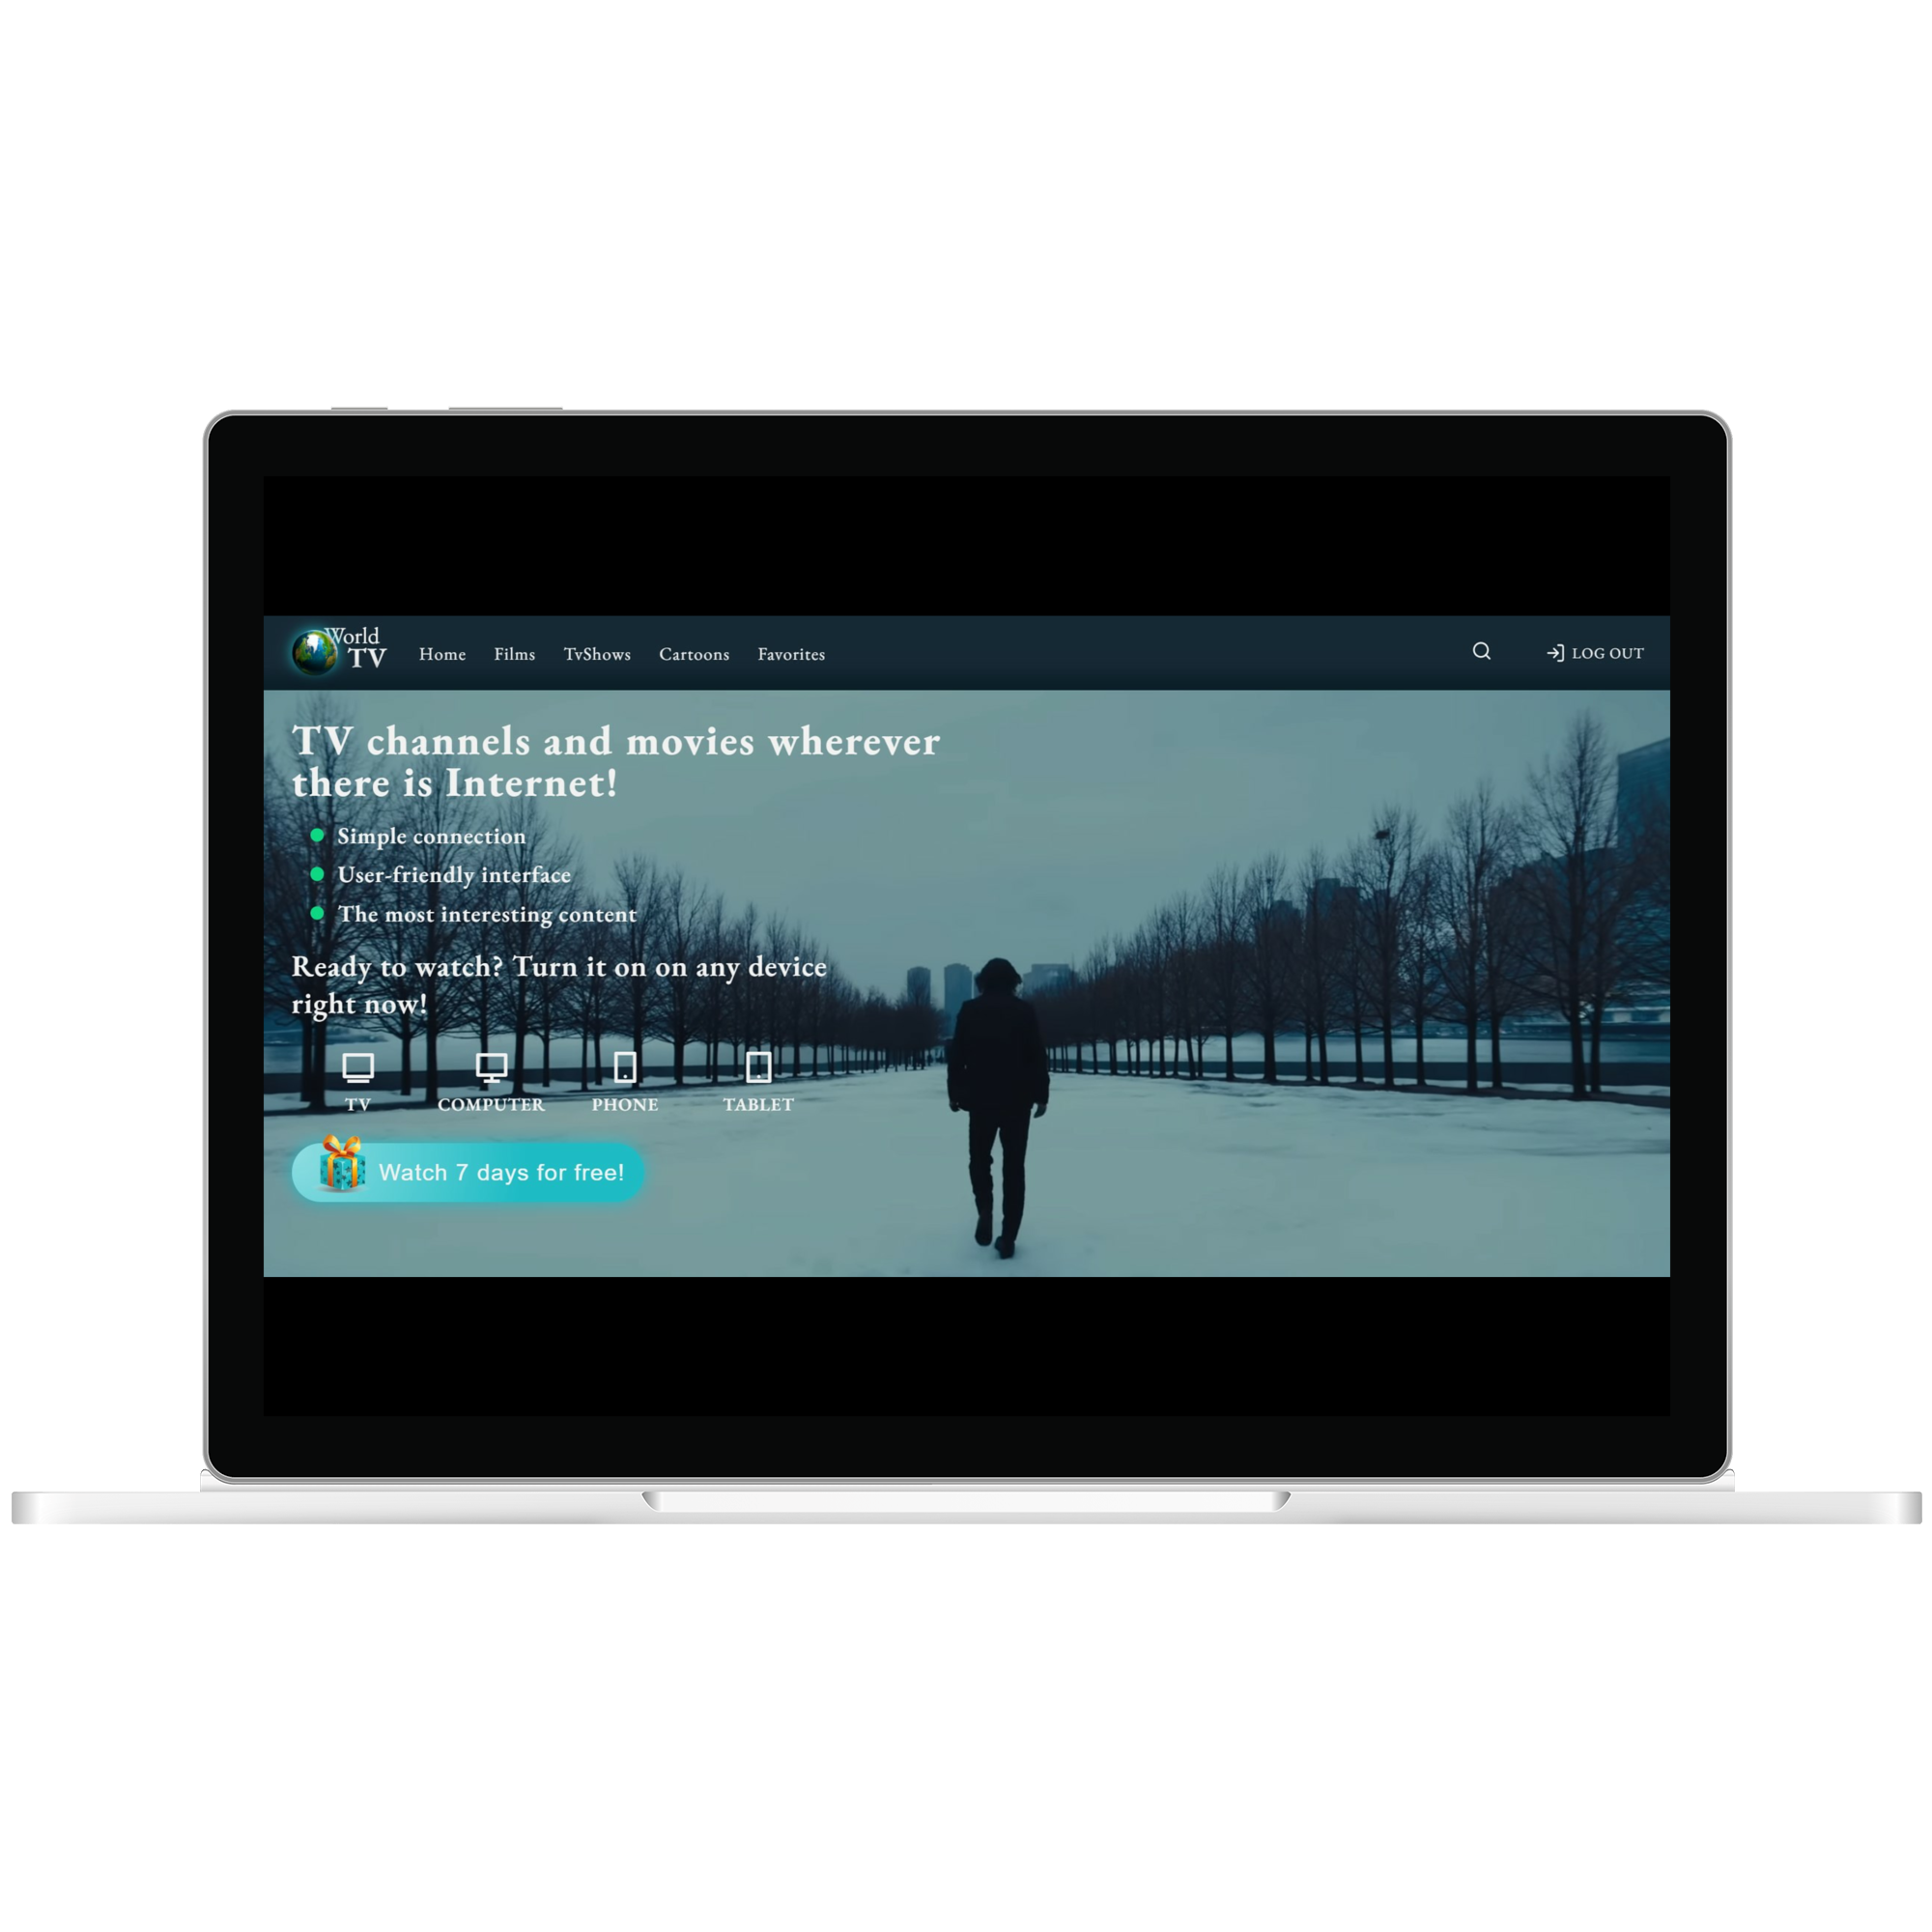 World
TV
Home Films TvShows Cartoons Favorites
LOG OUT
TV channels and movies wherever
there is Internet!
Simple connection
User-friendly interface
The most interesting content
Ready to watch? Turn it on on any device
right now!
TV COMPUTER PHONE TABLET
Watch 7 days for free!